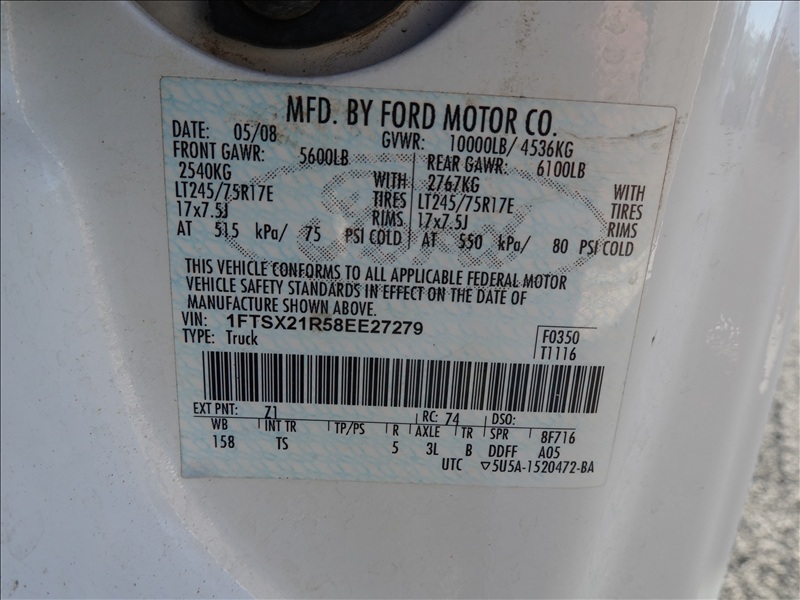 MFD. BY FORD MOTOR CO.
DATE: 05/08 GVWR: 10000LB/ 4536KG
FRONT GAWR: 5600LB REAR GAWR: 6100LB
2540KG WITH 2767KG WITH
LT245/75R17E TIRES LT245/75R17E TIRES
17x7.5J RIMS 17x7.5J RIMS
AT 515 kPa/ 75 PSI COLD AT 550 kPa/ 80 PSI COLD
THIS VEHICLE CONFORMS TO ALL APPLICABLE FEDERAL MOTOR
VEHICLE SAFETY STANDARDS IN EFFECT ON THE DATE OF
MANUFACTURE SHOWN ABOVE.
VIN: 1FTSX21R58EE27279 F0350
TYPE: Truck T1116
EXT PNT: Z1 RC: 74 DSO:
WB INT TR TP/PS R AXLE TR SPR 8F716
158 TS 5 3L B DDFF A05
UTC ▽5U5A-1520472-BA
Ford